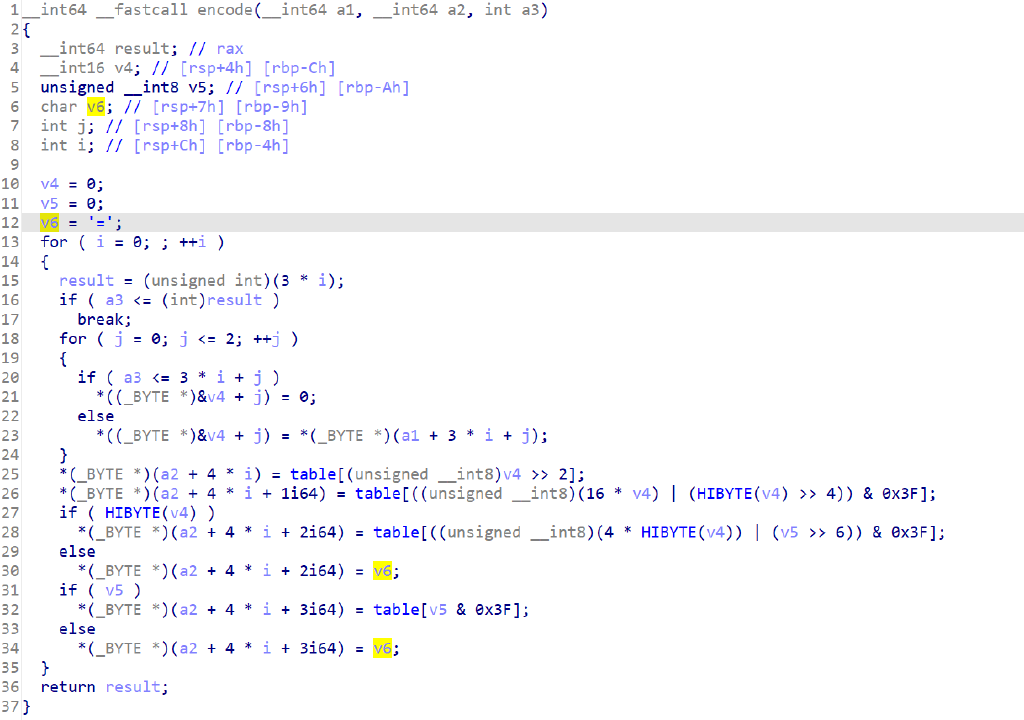 1 __int64 __fastcall encode(__int64 a1, __int64 a2, int a3)
2 {
3   __int64 result; // rax
4   __int16 v4; // [rsp+4h] [rbp-Ch]
5   unsigned __int8 v5; // [rsp+6h] [rbp-Ah]
6   char v6; // [rsp+7h] [rbp-9h]
7   int j; // [rsp+8h] [rbp-8h]
8   int i; // [rsp+Ch] [rbp-4h]
9
10   v4 = 0;
11   v5 = 0;
12   v6 = '=';
13   for ( i = 0; ; ++i )
14   {
15     result = (unsigned int)(3 * i);
16     if ( a3 <= (int)result )
17       break;
18     for ( j = 0; j <= 2; ++j )
19     {
20       if ( a3 <= 3 * i + j )
21         *((_BYTE *)&v4 + j) = 0;
22       else
23         *((_BYTE *)&v4 + j) = *(_BYTE *)(a1 + 3 * i + j);
24     }
25     *(_BYTE *)(a2 + 4 * i) = table[(unsigned __int8)v4 >> 2];
26     *(_BYTE *)(a2 + 4 * i + 1i64) = table[((unsigned __int8)(16 * v4) | (HIBYTE(v4) >> 4)) & 0x3F];
27     if ( HIBYTE(v4) )
28       *(_BYTE *)(a2 + 4 * i + 2i64) = table[((unsigned __int8)(4 * HIBYTE(v4)) | (v5 >> 6)) & 0x3F];
29     else
30       *(_BYTE *)(a2 + 4 * i + 2i64) = v6;
31     if ( v5 )
32       *(_BYTE *)(a2 + 4 * i + 3i64) = table[v5 & 0x3F];
33     else
34       *(_BYTE *)(a2 + 4 * i + 3i64) = v6;
35   }
36   return result;
37 }